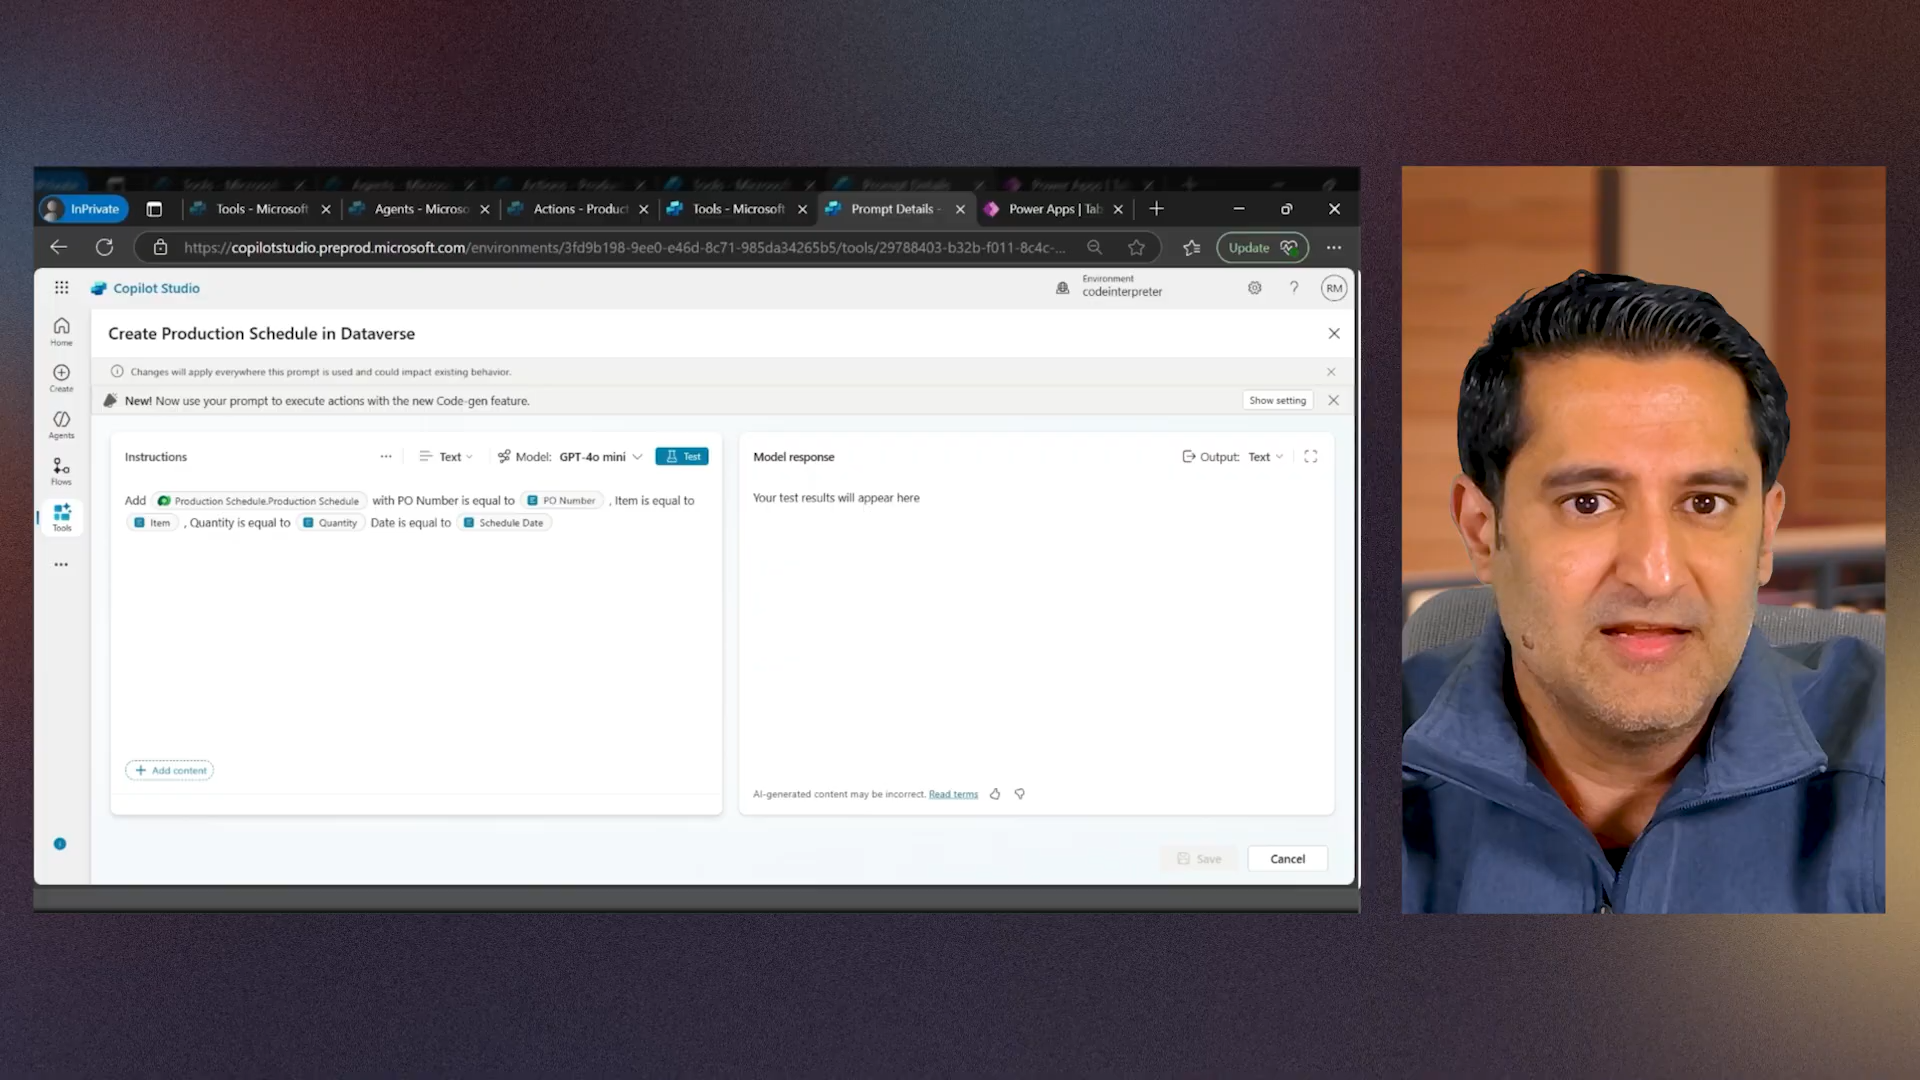 InPrivate
Tools - Microsoft
Agents - Microso
Actions - Product
Tools - Microsoft
Prompt Details -
Power Apps | Tab
https://copilotstudio.preprod.microsoft.com/environments/3fd9b198-9ee0-e46d-8c71-985da34265b5/tools/29788403-b32b-f011-8c4c-...
Update
Copilot Studio
Environment
codeinterpreter
RM
Home
Create
Agents
Flows
Tools
Create Production Schedule in Dataverse
Changes will apply everywhere this prompt is used and could impact existing behavior.
New! Now use your prompt to execute actions with the new Code-gen feature.
Show setting
Instructions
Text
Model: GPT-4o mini
Test
Add Production Schedule.Production Schedule with PO Number is equal to PO Number , Item is equal to
Item , Quantity is equal to Quantity Date is equal to Schedule Date
+ Add content
Model response
Output: Text
Your test results will appear here
AI-generated content may be incorrect. Read terms
Save
Cancel